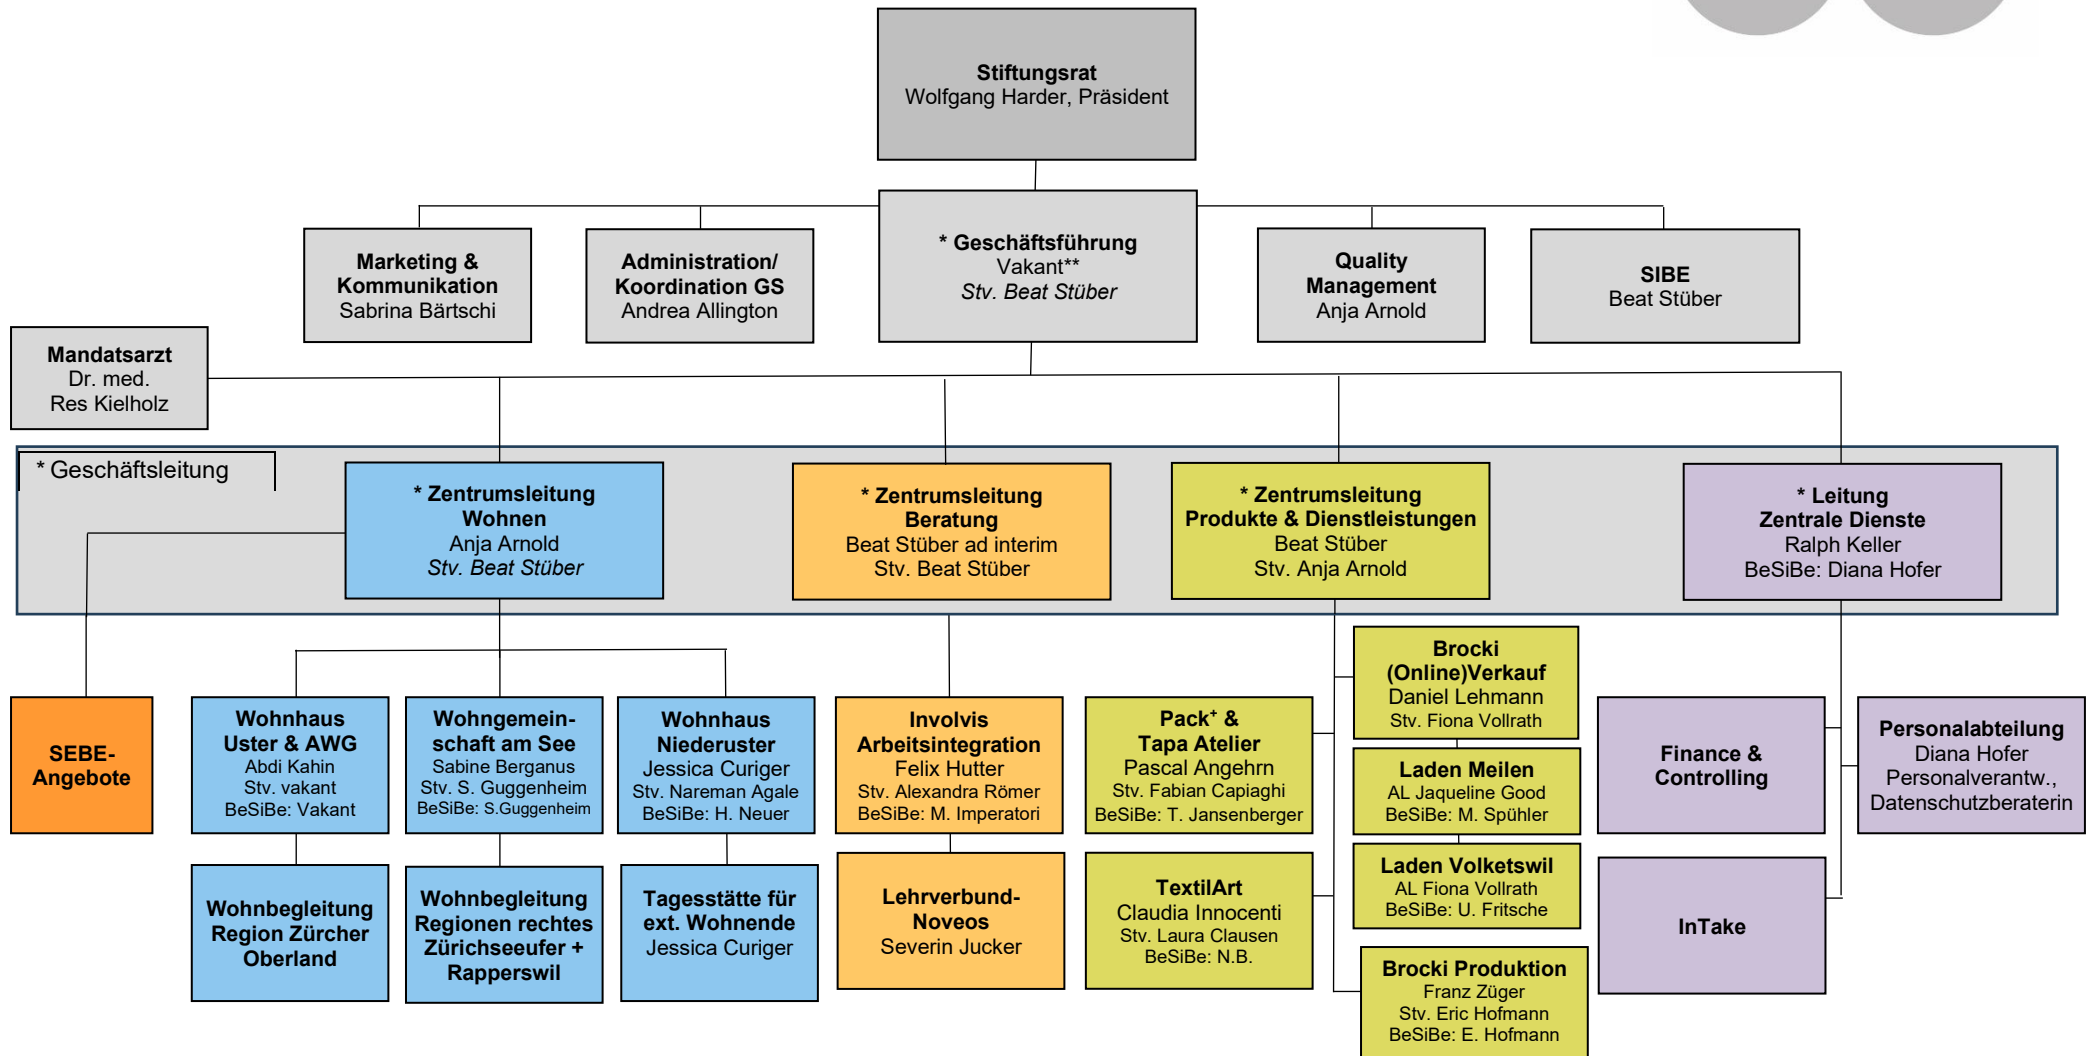 Stiftungsrat
Wolfgang Harder, Präsident
Marketing &
Kommunikation
Sabrina Bärtschi
Administration/
Koordination GS
Andrea Allington
* Geschäftsführung
Vakant**
Stv. Beat Stüber
Quality
Management
Anja Arnold
SIBE
Beat Stüber
Mandatsarzt
Dr. med.
Res Kielholz
* Geschäftsleitung
* Zentrumsleitung
Wohnen
Anja Arnold
Stv. Beat Stüber
* Zentrumsleitung
Beratung
Beat Stüber ad interim
Stv. Beat Stüber
* Zentrumsleitung
Produkte & Dienstleistungen
Beat Stüber
Stv. Anja Arnold
* Leitung
Zentrale Dienste
Ralph Keller
BeSiBe: Diana Hofer
SEBE-
Angebote
Wohnhaus
Uster & AWG
Abdi Kahin
Stv. vakant
BeSiBe: Vakant
Wohngemein-
schaft am See
Sabine Berganus
Stv. S. Guggenheim
BeSiBe: S.Guggenheim
Wohnhaus
Niederuster
Jessica Curiger
Stv. Nareman Agale
BeSiBe: H. Neuer
Involvis
Arbeitsintegration
Felix Hutter
Stv. Alexandra Römer
BeSiBe: M. Imperatori
Pack+ &
Tapa Atelier
Pascal Angehrn
Stv. Fabian Capiaghi
BeSiBe: T. Jansenberger
Brocki
(Online)Verkauf
Daniel Lehmann
Stv. Fiona Vollrath
Laden Meilen
AL Jaqueline Good
BeSiBe: M. Spühler
Laden Volketswil
AL Fiona Vollrath
BeSiBe: U. Fritsche
Brocki Produktion
Franz Züger
Stv. Eric Hofmann
BeSiBe: E. Hofmann
Finance &
Controlling
Personalabteilung
Diana Hofer
Personalverantw.,
Datenschutzberaterin
Wohnbegleitung
Region Zürcher
Oberland
Wohnbegleitung
Regionen rechtes
Zürichseeufer +
Rapperswil
Tagesstätte für
ext. Wohnende
Jessica Curiger
Lehrverbund-
Noveos
Severin Jucker
TextilArt
Claudia Innocenti
Stv. Laura Clausen
BeSiBe: N.B.
InTake